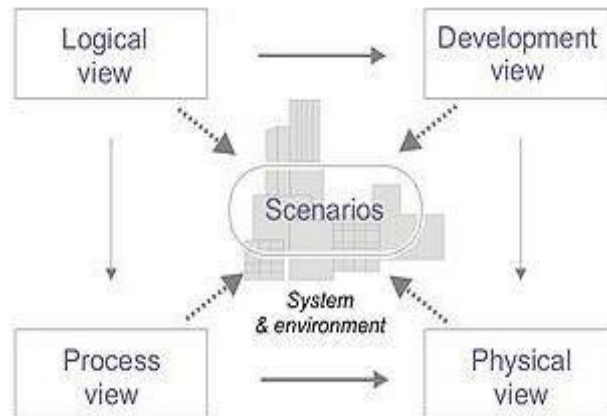 Logical
view
Development
view
Scenarios
System
& environment
Process
view
Physical
view